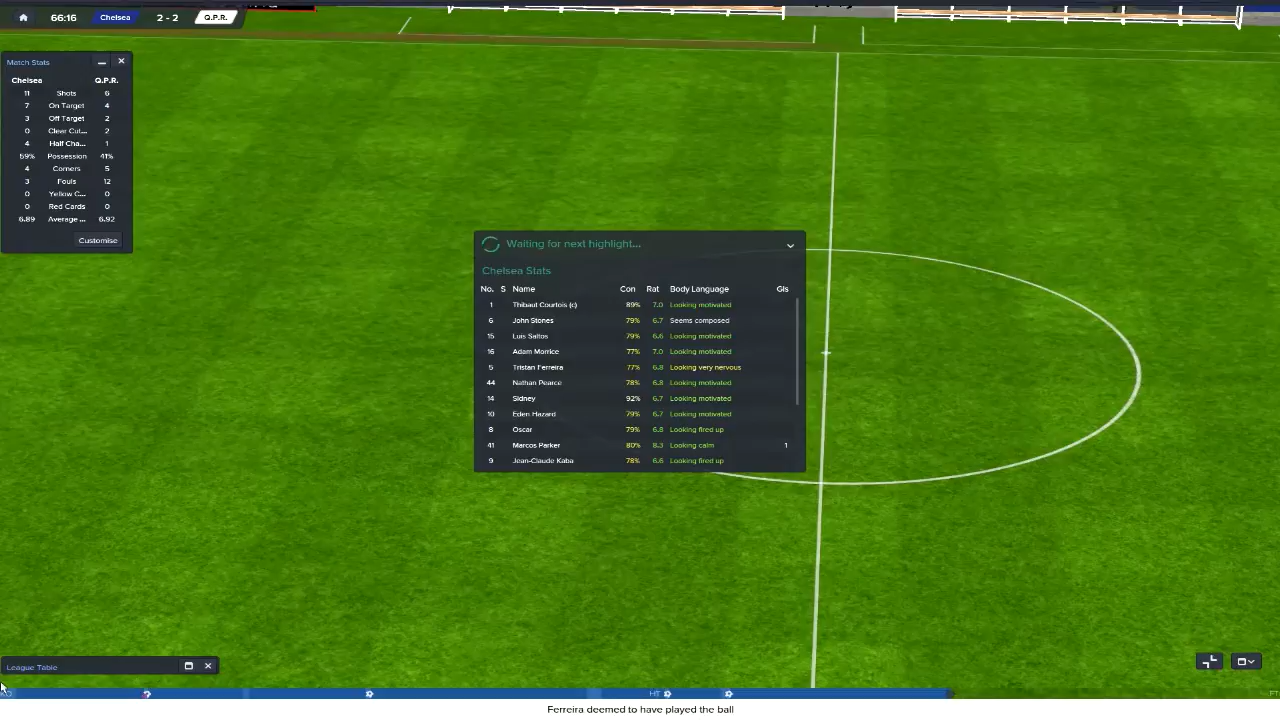 66:16 Chelsea 2 - 2 Q.P.R.
Match Stats
Chelsea Q.P.R.
11 Shots 6
7 On Target 4
3 Off Target 2
0 Clear Cut... 2
4 Half Cha... 1
59% Possession 41%
4 Corners 5
3 Fouls 12
0 Yellow C... 0
0 Red Cards 0
6.89 Average ... 6.92
Customise
Waiting for next highlight...
Chelsea Stats
No. S Name Con Rat Body Language Gls
1 Thibaut Courtois (c) 89% 7.0 Looking motivated
6 John Stones 79% 6.7 Seems composed
15 Luis Saltos 79% 6.6 Looking motivated
16 Adam Morrice 77% 7.0 Looking motivated
5 Tristan Ferreira 77% 6.8 Looking very nervous
44 Nathan Pearce 78% 6.8 Looking motivated
14 Sidney 92% 6.7 Looking motivated
10 Eden Hazard 79% 6.7 Looking motivated
8 Oscar 79% 6.8 Looking fired up
41 Marcos Parker 80% 8.3 Looking calm 1
9 Jean-Claude Kaba 78% 6.6 Looking fired up
League Table
KO HT FT
Ferreira deemed to have played the ball